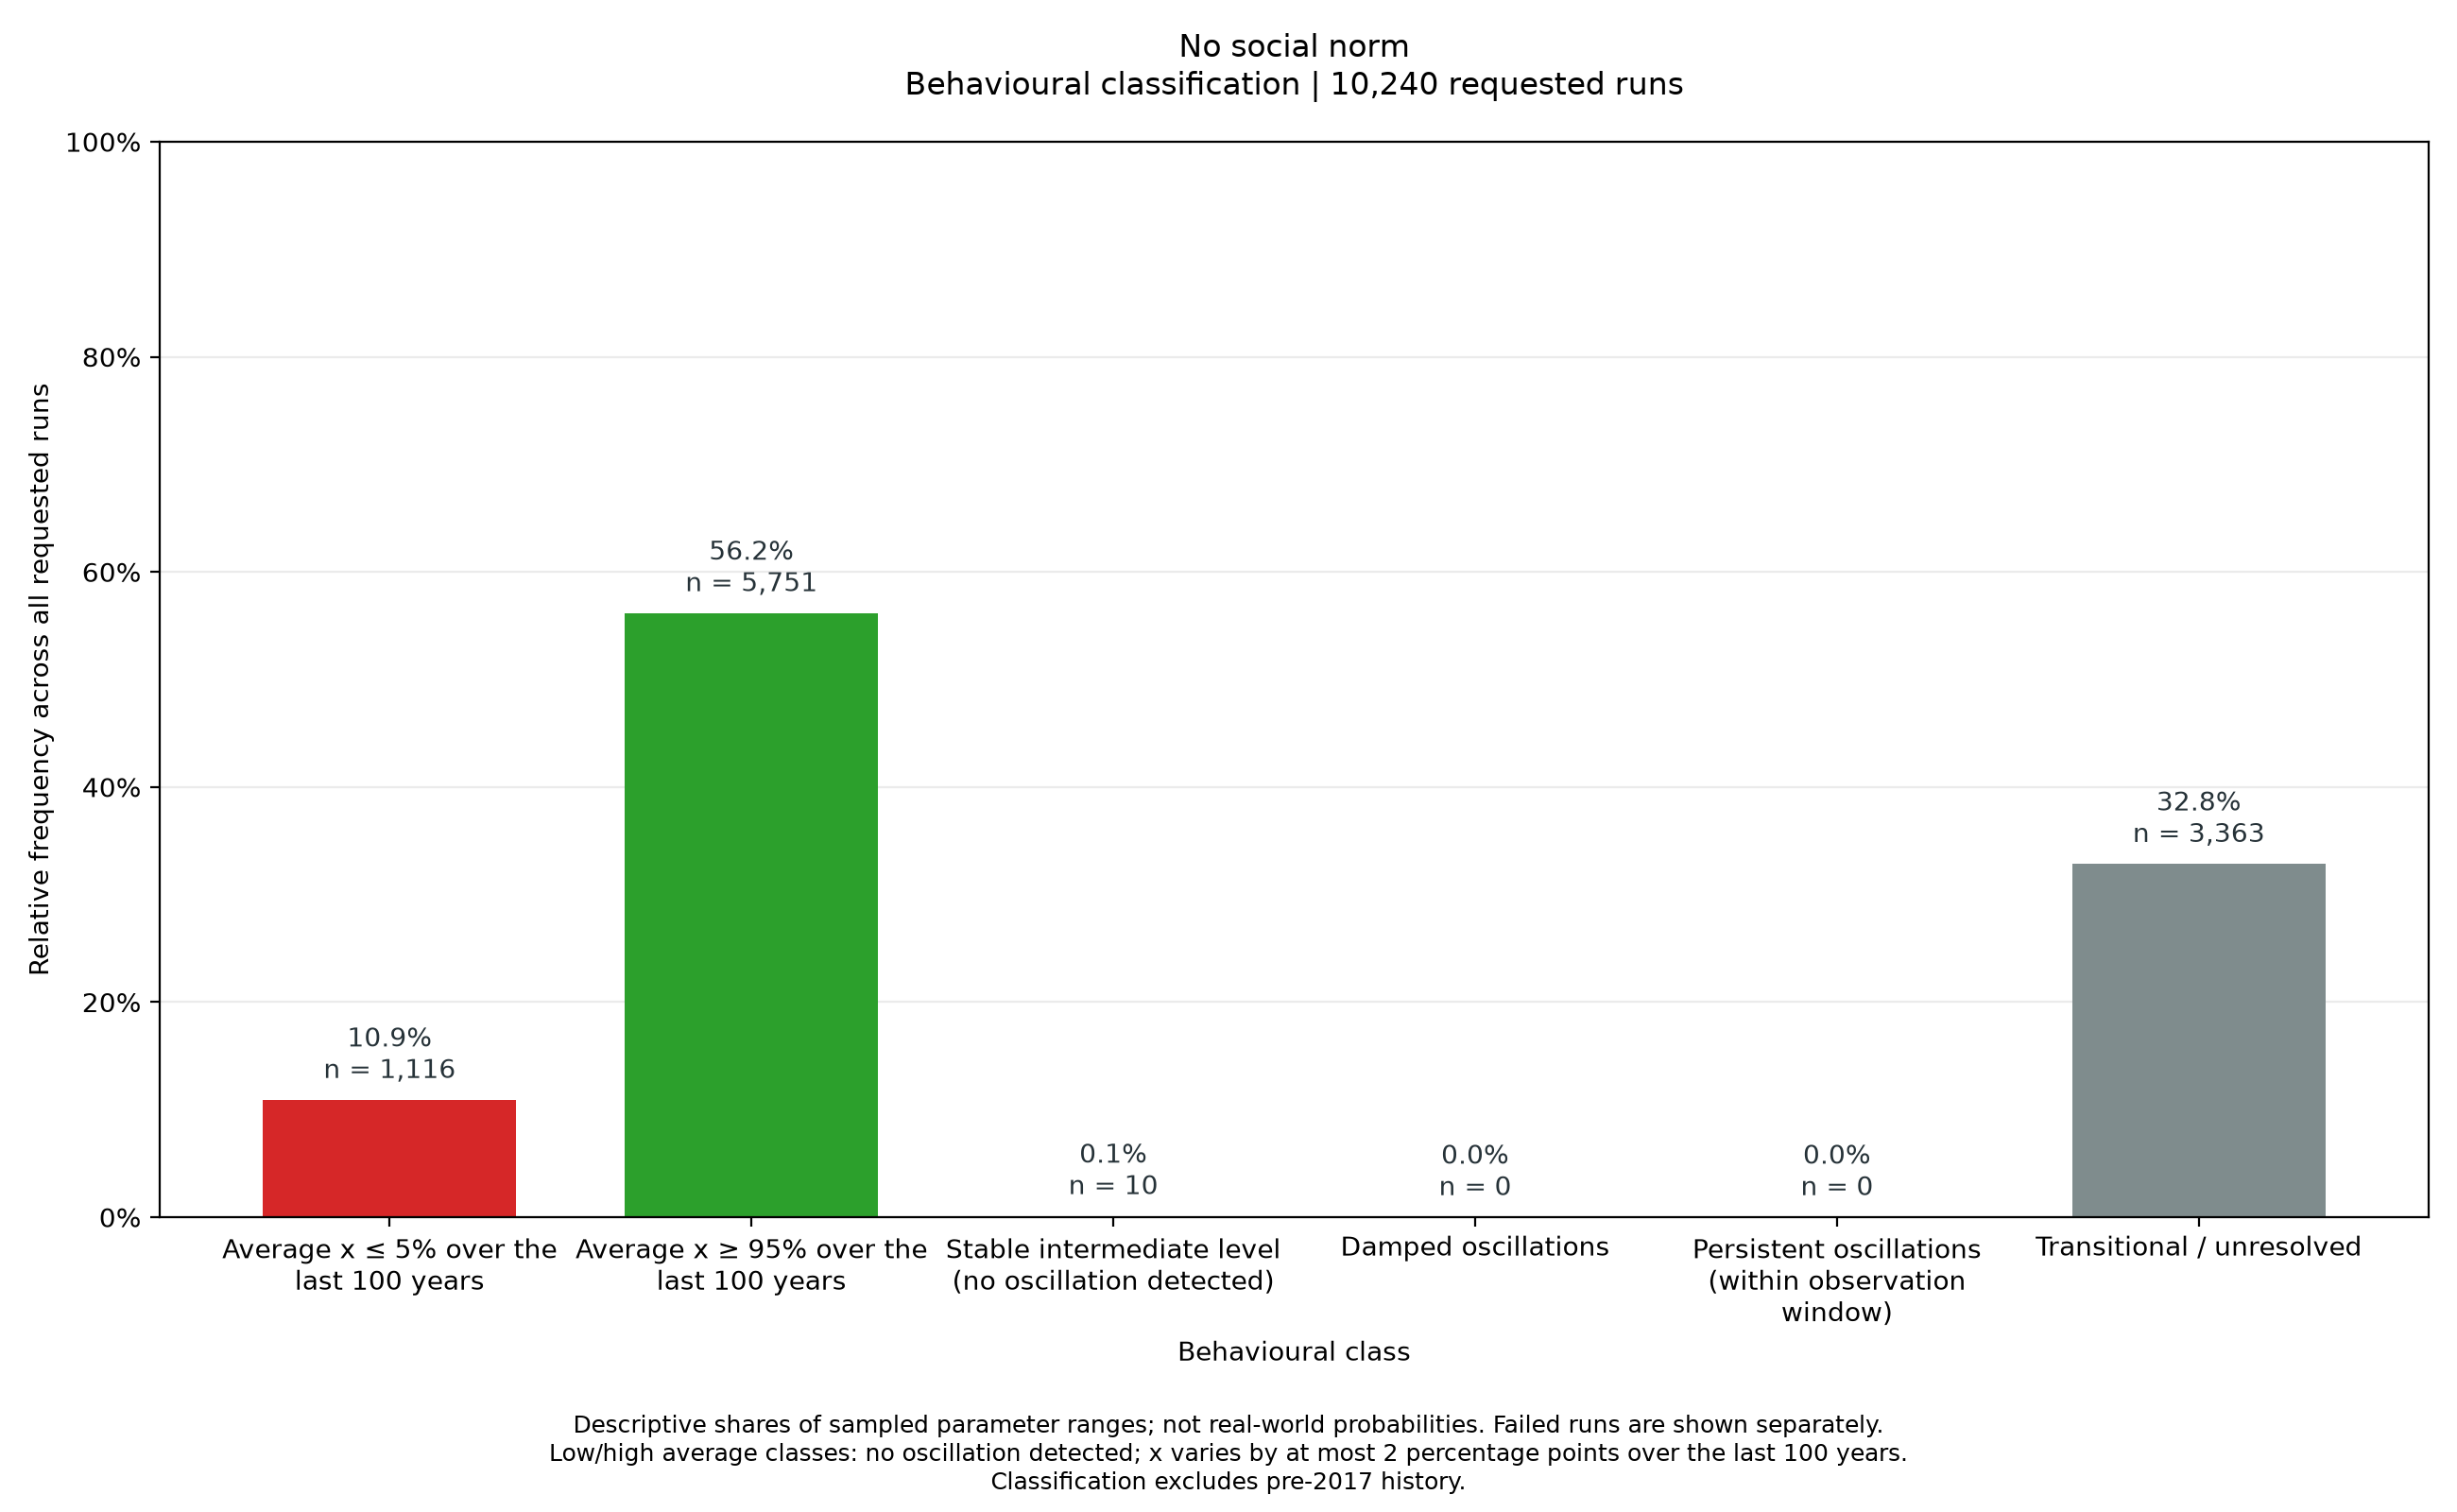 No social norm
Behavioural classification | 10,240 requested runs
Relative frequency across all requested runs
100%
80%
60%
40%
20%
0%
10.9%
n = 1,116
56.2%
n = 5,751
0.1%
n = 10
0.0%
n = 0
0.0%
n = 0
32.8%
n = 3,363
Average x ≤ 5% over the
last 100 years
Average x ≥ 95% over the
last 100 years
Stable intermediate level
(no oscillation detected)
Damped oscillations
Persistent oscillations
(within observation
window)
Transitional / unresolved
Behavioural class
Descriptive shares of sampled parameter ranges; not real-world probabilities. Failed runs are shown separately.
Low/high average classes: no oscillation detected; x varies by at most 2 percentage points over the last 100 years.
Classification excludes pre-2017 history.